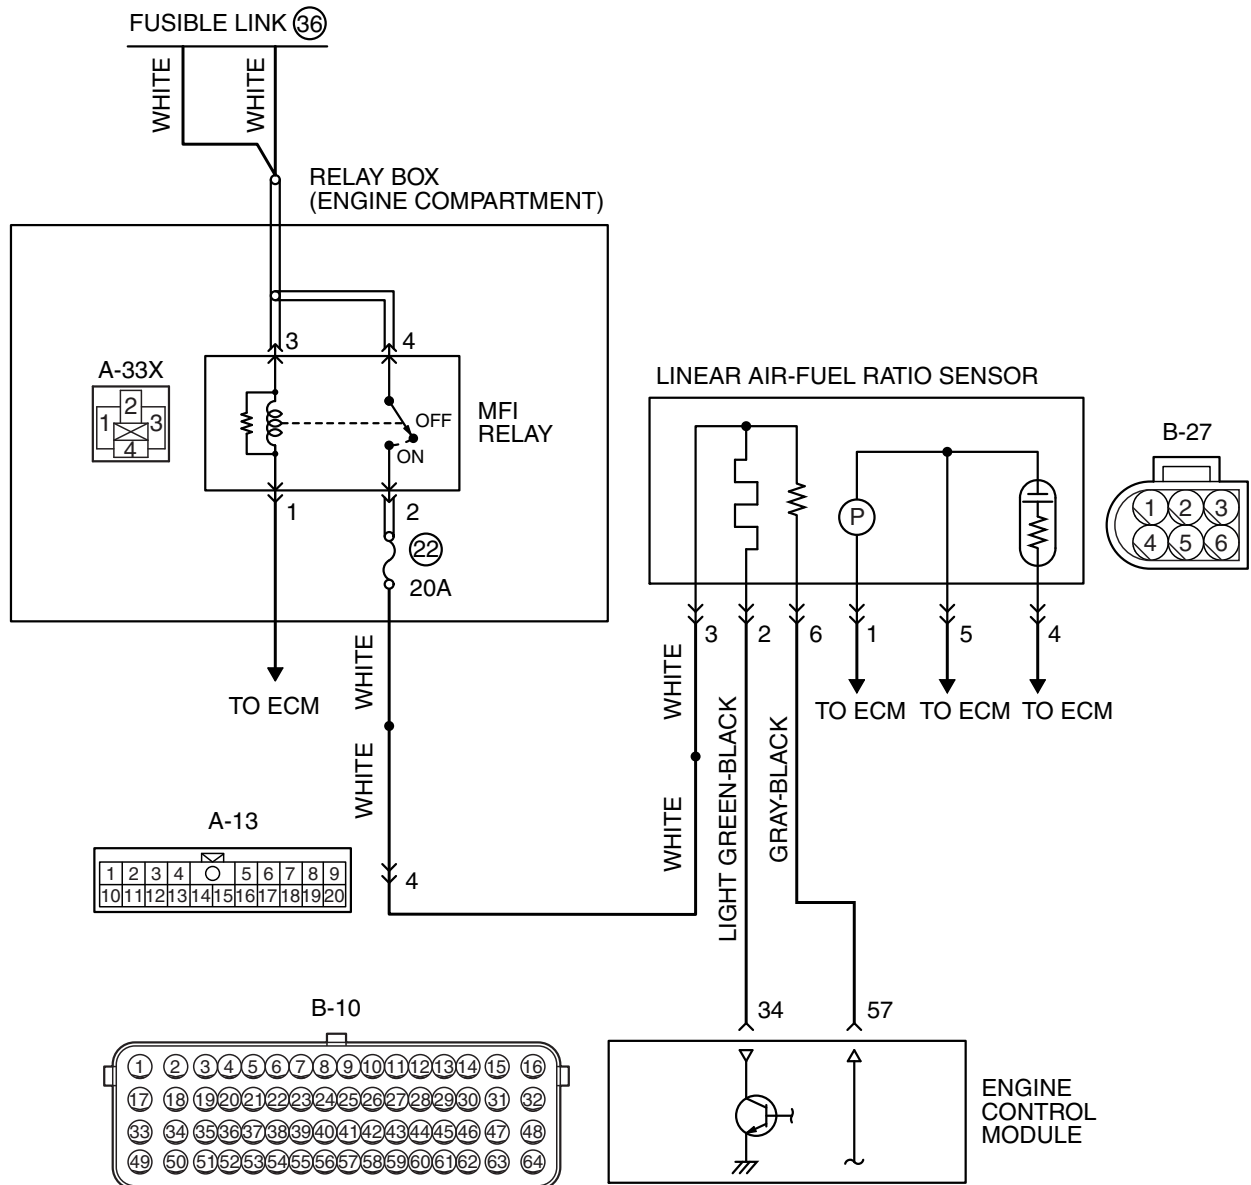 FUSIBLE LINK 36
WHITE
WHITE
RELAY BOX
(ENGINE COMPARTMENT)
3
4
A-33X
2
1
3
4
OFF
ON
MFI
RELAY
1
2
22
20A
WHITE
TO ECM
WHITE
LINEAR AIR-FUEL RATIO SENSOR
P
B-27
1 2 3
4 5 6
3
2
6
1
5
4
WHITE
TO ECM
TO ECM
TO ECM
WHITE
LIGHT GREEN-BLACK
GRAY-BLACK
A-13
1 2 3 4 5 6 7 8 9
10 11 12 13 14 15 16 17 18 19 20
4
B-10
1 2 3 4 5 6 7 8 9 10 11 12 13 14 15 16
17 18 19 20 21 22 23 24 25 26 27 28 29 30 31 32
33 34 35 36 37 38 39 40 41 42 43 44 45 46 47 48
49 50 51 52 53 54 55 56 57 58 59 60 61 62 63 64
34
57
ENGINE
CONTROL
MODULE